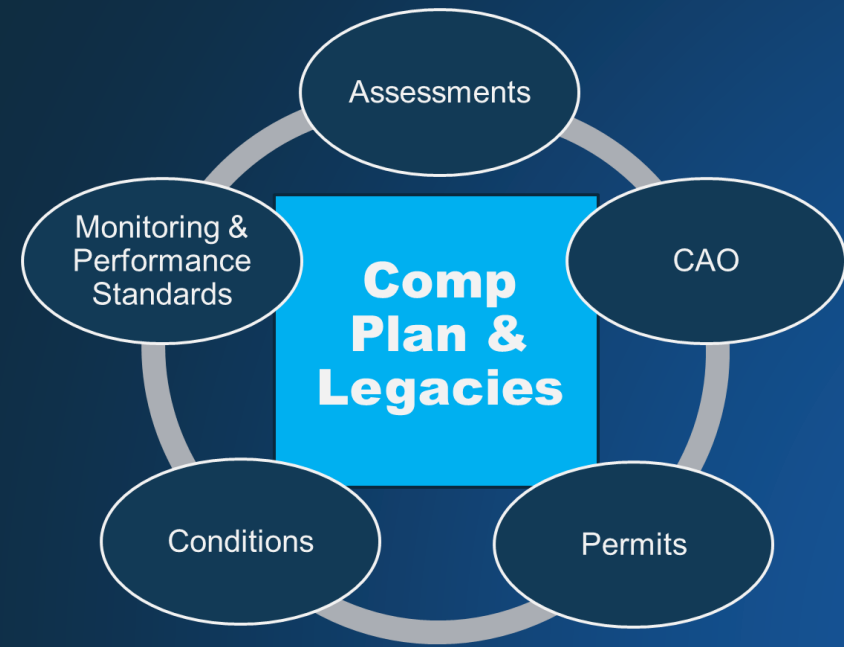 Assessments
Monitoring &
Performance
Standards
CAO
Comp
Plan &
Legacies
Conditions
Permits